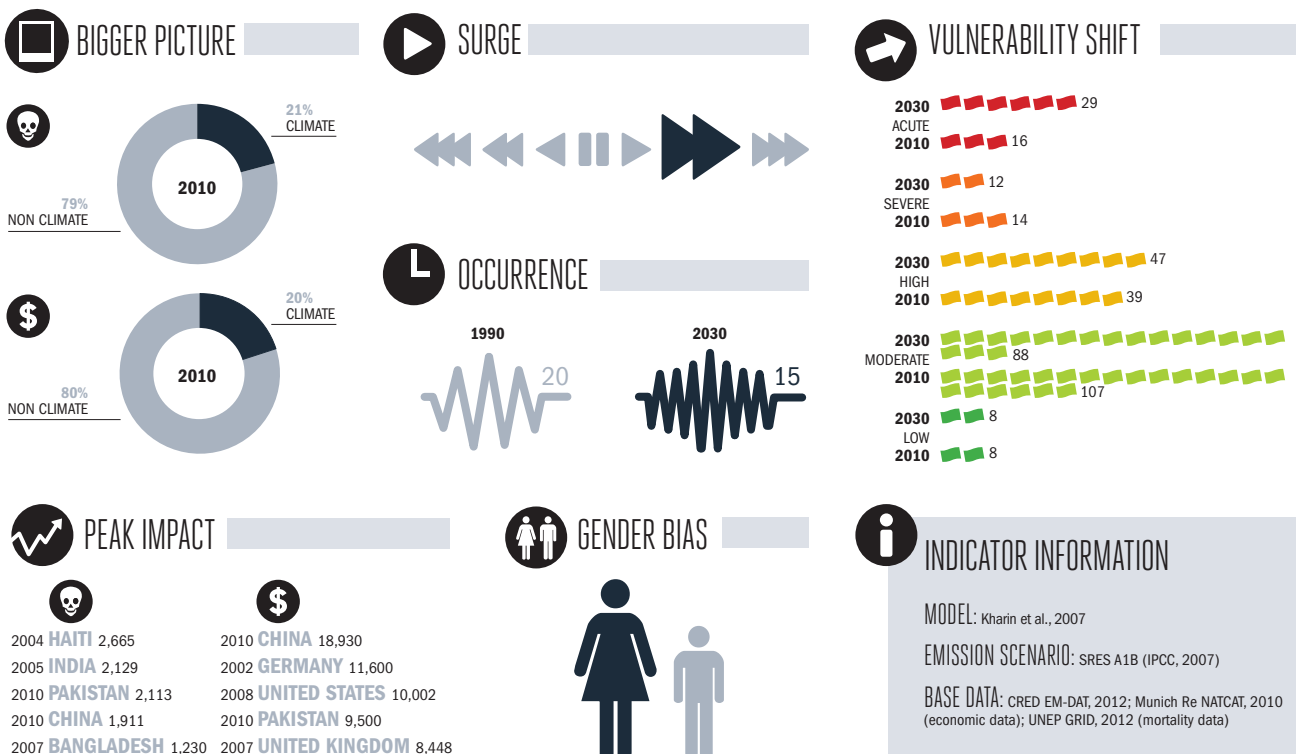 BIGGER PICTURE
21%
CLIMATE
2010
79%
NON CLIMATE
20%
CLIMATE
2010
80%
NON CLIMATE
SURGE
OCCURRENCE
1990
20
2030
15
VULNERABILITY SHIFT
2030 29
ACUTE
2010 16
2030 12
SEVERE
2010 14
2030 47
HIGH
2010 39
2030
MODERATE 88
2010
107
2030 8
LOW
2010 8
PEAK IMPACT
2004 HAITI 2,665
2005 INDIA 2,129
2010 PAKISTAN 2,113
2010 CHINA 1,911
2007 BANGLADESH 1,230
$
2010 CHINA 18,930
2002 GERMANY 11,600
2008 UNITED STATES 10,002
2010 PAKISTAN 9,500
2007 UNITED KINGDOM 8,448
GENDER BIAS
INDICATOR INFORMATION
MODEL: Kharin et al., 2007
EMISSION SCENARIO: SRES A1B (IPCC, 2007)
BASE DATA: CRED EM-DAT, 2012; Munich Re NATCAT, 2010
(economic data); UNEP GRID, 2012 (mortality data)